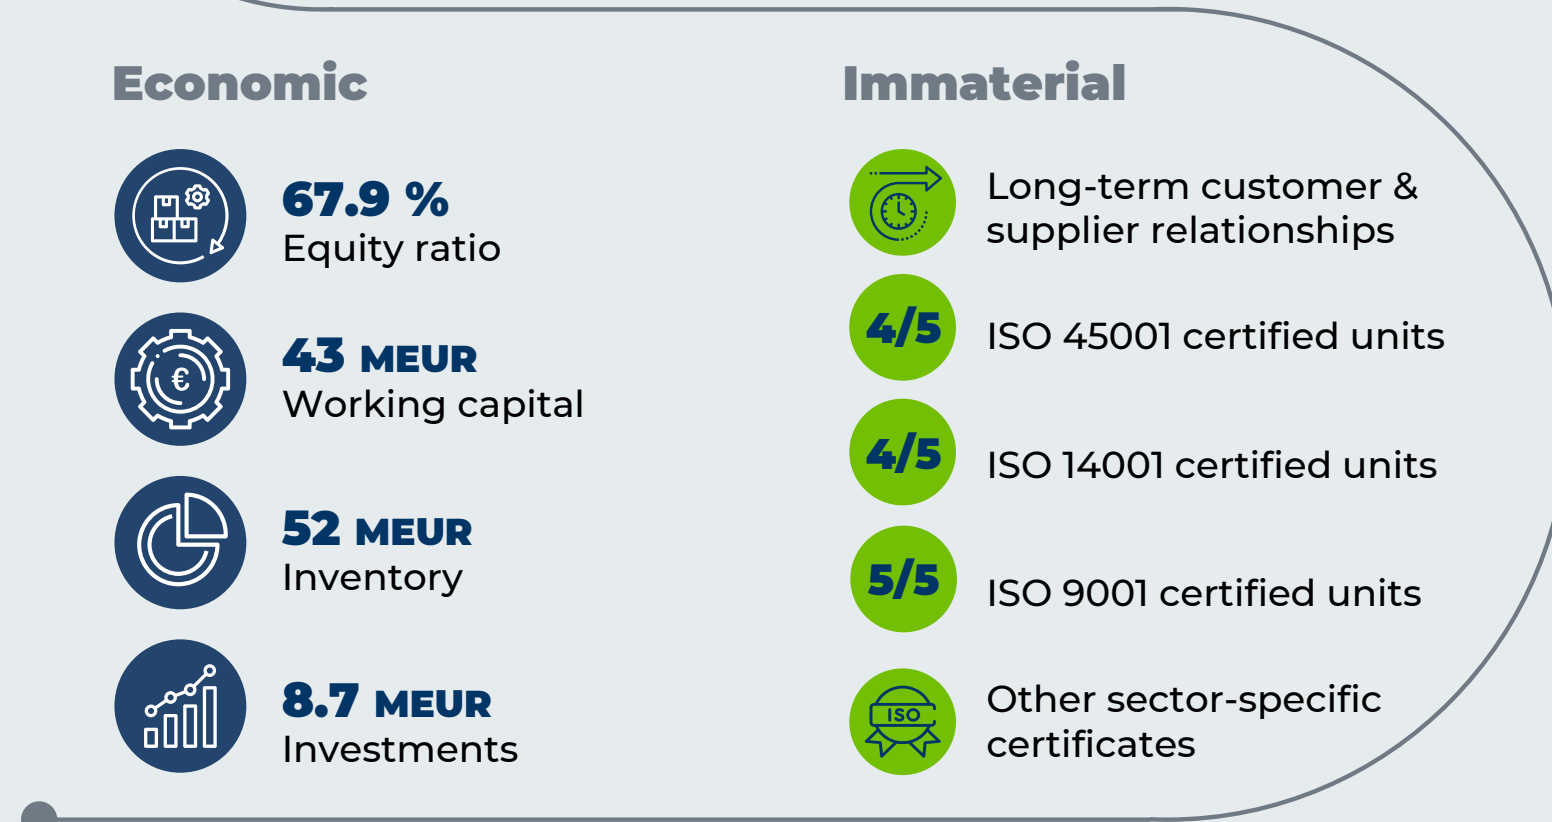 Economic
67.9 %
Equity ratio
€
43 MEUR
Working capital
52 MEUR
Inventory
8.7 MEUR
Investments
Immaterial
Long-term customer &
supplier relationships
4/5
ISO 45001 certified units
4/5
ISO 14001 certified units
5/5
ISO 9001 certified units
ISO
Other sector-specific
certificates